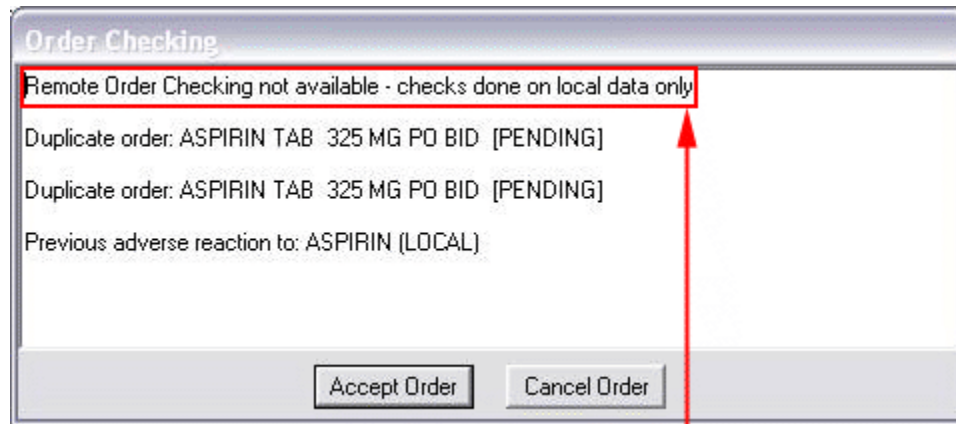 Order Checking
Remote Order Checking not available - checks done on local data only
Duplicate order: ASPIRIN TAB 325 MG PO BID [PENDING]
Duplicate order: ASPIRIN TAB 325 MG PO BID [PENDING]
Previous adverse reaction to: ASPIRIN (LOCAL)
Accept Order Cancel Order